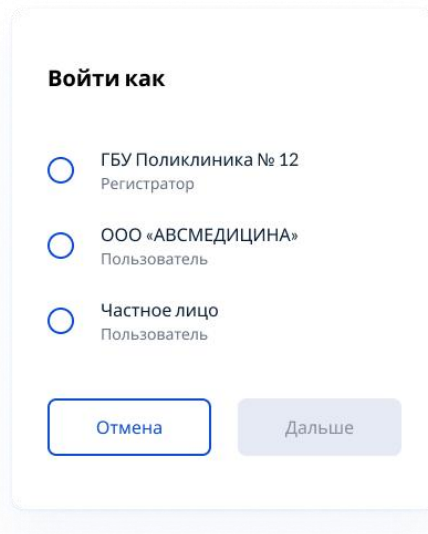 Войти как
ГБУ Поликлиника № 12
Регистратор
ООО «АВСМЕДИЦИНА»
Пользователь
Частное лицо
Пользователь
Отмена
Дальше